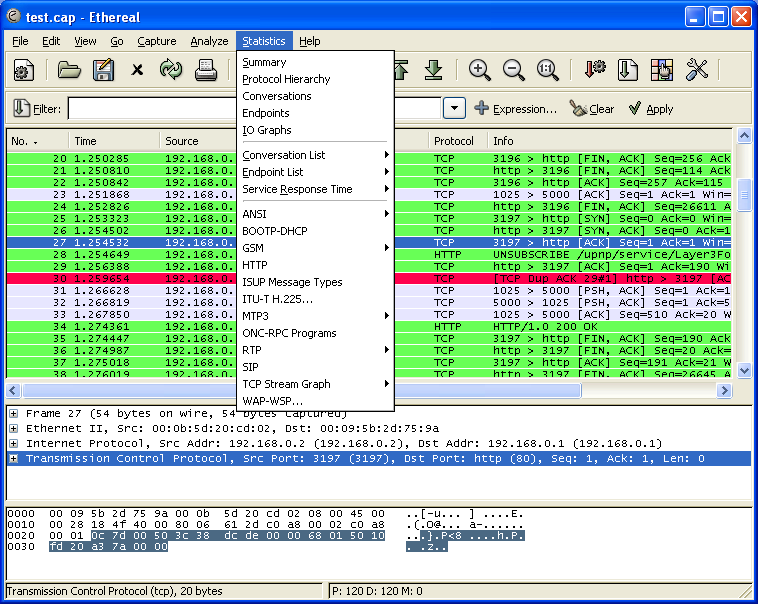 test.cap - Ethereal
File Edit View Go Capture Analyze Statistics Help
Summary
Protocol Hierarchy
Conversations
Endpoints
IO Graphs
Conversation List
Endpoint List
Service Response Time
ANSI
BOOTP-DHCP
GSM
HTTP
ISUP Message Types
ITU-T H.225...
MTP3
ONC-RPC Programs
RTP
SIP
TCP Stream Graph
WAP-WSP...
Filter: Expression... Clear Apply
No. Time Source Protocol Info
20 1.250285 192.168.0. TCP 3196 > http [FIN, ACK] Seq=256 Ack
21 1.250810 192.168.0. TCP http > 3196 [FIN, ACK] Seq=114 Ack
22 1.250842 192.168.0. TCP 3196 > http [ACK] Seq=257 Ack=115
23 1.251868 192.168.0. TCP 1025 > 5000 [ACK] Seq=1 Ack=1 Win=
24 1.252826 192.168.0. TCP http > 3196 [FIN, ACK] Seq=26611 A
25 1.253323 192.168.0. TCP 3197 > http [SYN] Seq=0 Ack=0 Win=
26 1.254502 192.168.0. TCP http > 3197 [SYN, ACK] Seq=0 Ack=1
27 1.254532 192.168.0. TCP 3197 > http [ACK] Seq=1 Ack=1 Win=
28 1.254649 192.168.0. HTTP UNSUBSCRIBE /upnp/service/Layer3Fo
29 1.256388 192.168.0. TCP http > 3197 [ACK] Seq=1 Ack=190 Wi
30 1.259654 192.168.0. TCP [TCP Dup ACK 29#1] http > 3197 [AC
31 1.266628 192.168.0. TCP 1025 > 5000 [PSH, ACK] Seq=1 Ack=1
32 1.266819 192.168.0. TCP 5000 > 1025 [PSH, ACK] Seq=1 Ack=5
33 1.267850 192.168.0. TCP 1025 > 5000 [ACK] Seq=510 Ack=20 W
34 1.274361 192.168.0. HTTP HTTP/1.0 200 OK
35 1.274447 192.168.0. TCP 3197 > http [FIN, ACK] Seq=190 Ack
36 1.274987 192.168.0. TCP http > 3197 [FIN, ACK] Seq=20 Ack=
37 1.275018 192.168.0. TCP 3197 > http [ACK] Seq=191 Ack=21 W
38 1.276019 192.168.0. TCP http > 3196 [FIN, ACK] Seq=26645 A
Frame 27 (54 bytes on wire, 54 bytes captured)
Ethernet II, Src: 00:0b:5d:20:cd:02, Dst: 00:09:5b:2d:75:9a
Internet Protocol, Src Addr: 192.168.0.2 (192.168.0.2), Dst Addr: 192.168.0.1 (192.168.0.1)
Transmission Control Protocol, Src Port: 3197 (3197), Dst Port: http (80), Seq: 1, Ack: 1, Len: 0
0000 00 09 5b 2d 75 9a 00 0b 5d 20 cd 02 08 00 45 00 ..[-u... ] ....E.
0010 00 28 18 4f 40 00 80 06 61 2d c0 a8 00 02 c0 a8 .(.O@... a-......
0020 00 01 0c 7d 00 50 3c 38 dc de 00 00 68 01 50 10 ...}.P<8 ....h.P.
0030 fd 20 a3 7a 00 00 . .z..
Transmission Control Protocol (tcp), 20 bytes P: 120 D: 120 M: 0